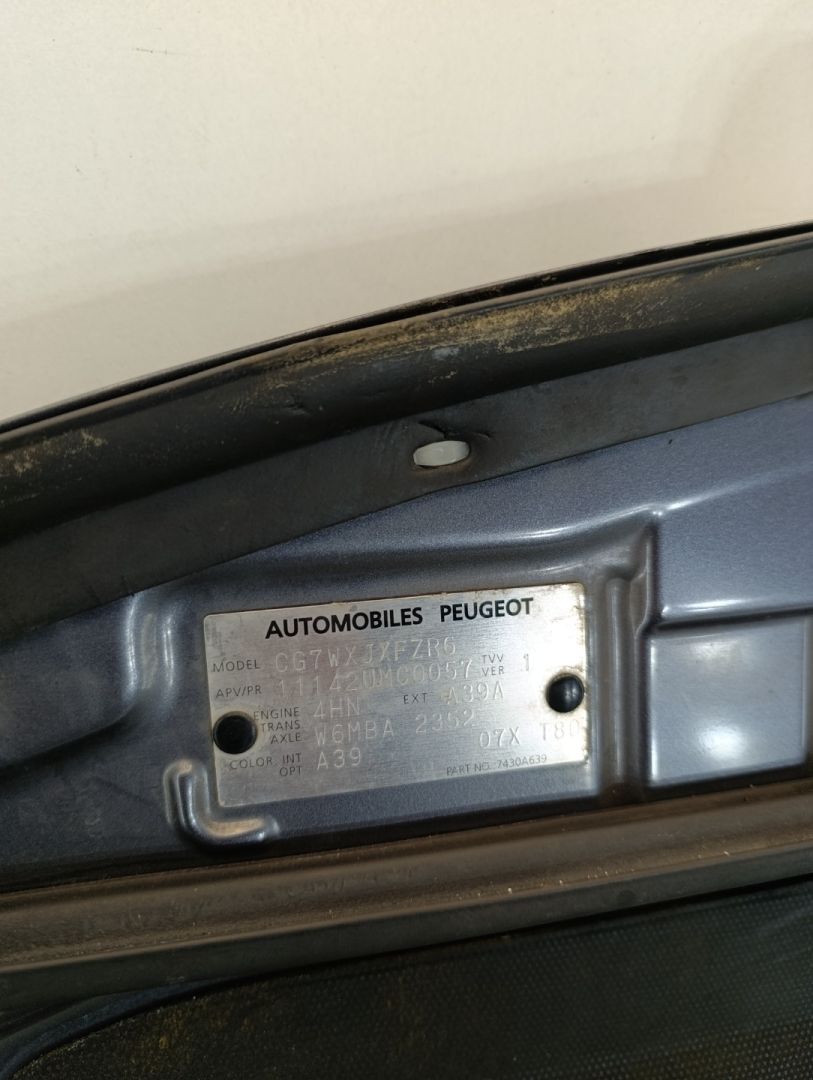 AUTOMOBILES PEUGEOT
MODEL CG7WXJXFZR6
APV/PR 11142UMC0057 TVV VER 1
ENGINE 4HN EXT A39A
TRANS AXLE W6MBA 2352
COLOR INT A39 07X T80
OPT PART NO. 7430A639